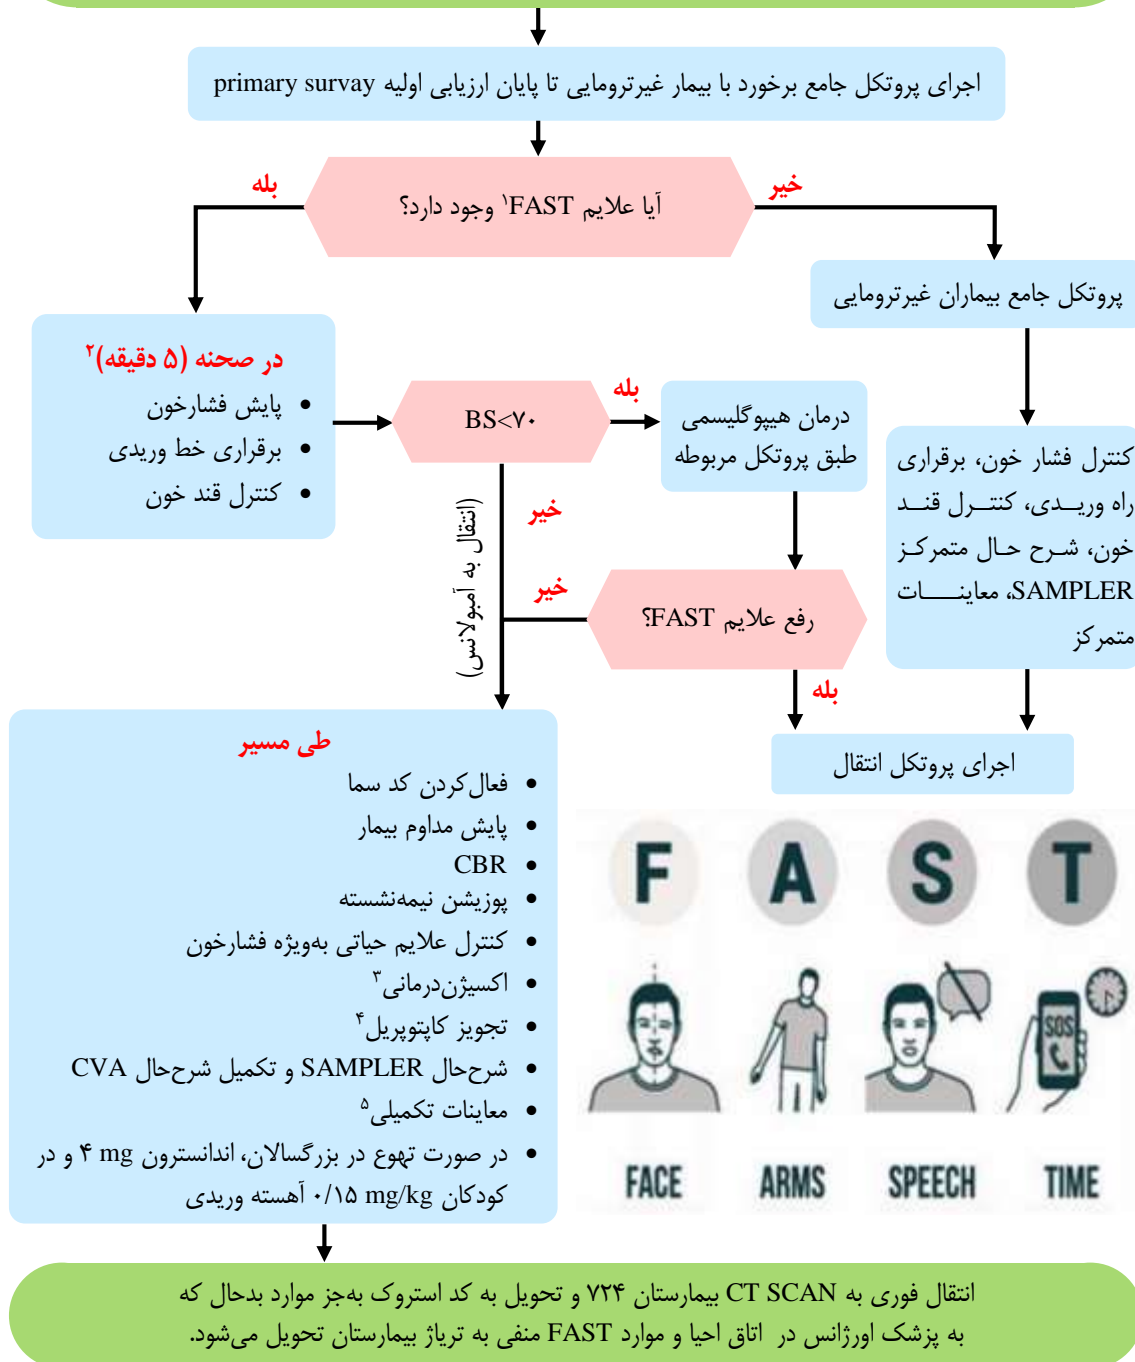 اجرای پروتکل جامع برخورد با بیمار غیرترومایی تا پایان ارزیابی اولیه primary survay
آیا علایم FAST۱ وجود دارد؟
بله
خیر
پروتکل جامع بیماران غیرترومایی
در صحنه (۵ دقیقه)۲
• پایش فشارخون
• برقراری خط وریدی
• کنترل قند خون
BS<۷۰
بله
خیر
درمان هیپوگلیسمی
طبق پروتکل مربوطه
کنترل فشار خون، برقراری
راه وریدی، کنترل قند
خون، شرح حال متمرکز
SAMPLER، معاینات
متمرکز
(انتقال به آمبولانس)
رفع علایم FAST؟
خیر
بله
اجرای پروتکل انتقال
طی مسیر
• فعال‌کردن کد سما
• پایش مداوم بیمار
• CBR
• پوزیشن نیمه‌نشسته
• کنترل علایم حیاتی به‌ویژه فشارخون
• اکسیژن‌درمانی۳
• تجویز کاپتوپریل۴
• شرح‌حال SAMPLER و تکمیل شرح‌حال CVA
• معاینات تکمیلی۵
• در صورت تهوع در بزرگسالان، اندانسترون ۴ mg و در
کودکان ۰/۱۵ mg/kg آهسته وریدی
F A S T
SOS
FACE ARMS SPEECH TIME
انتقال فوری به CT SCAN بیمارستان ۷۲۴ و تحویل به کد استروک به‌جز موارد بدحال که
به پزشک اورژانس در اتاق احیا و موارد FAST منفی به تریاژ بیمارستان تحویل می‌شود.